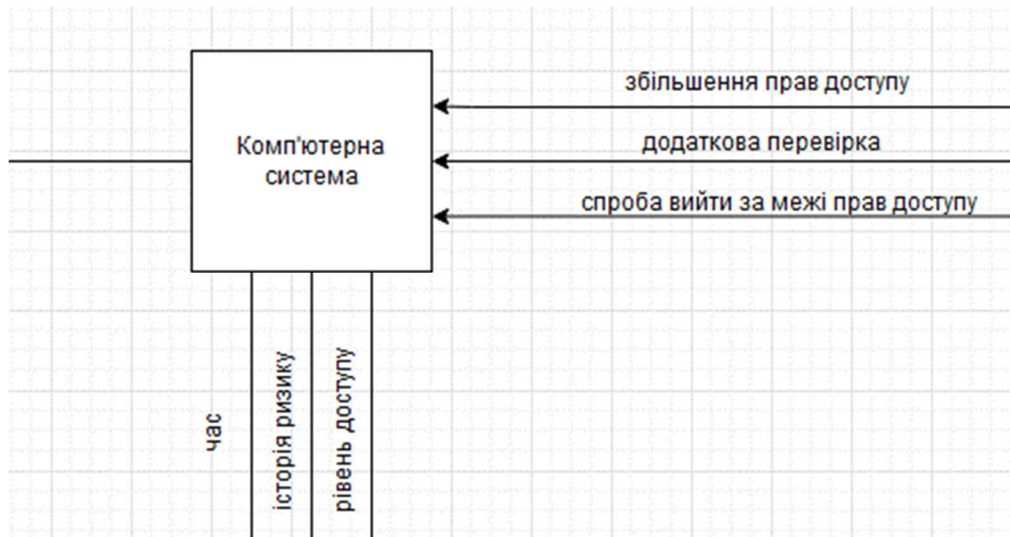 збільшення прав доступу
Комп'ютерна
система
додаткова перевірка
спроба вийти за межі прав доступу
час
історія ризику
рівень доступу